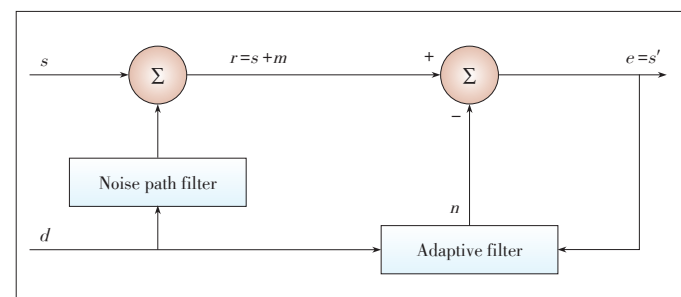 s
Σ
r=s+m
+
Σ
e=s′
−
Noise path filter
n
d
Adaptive filter